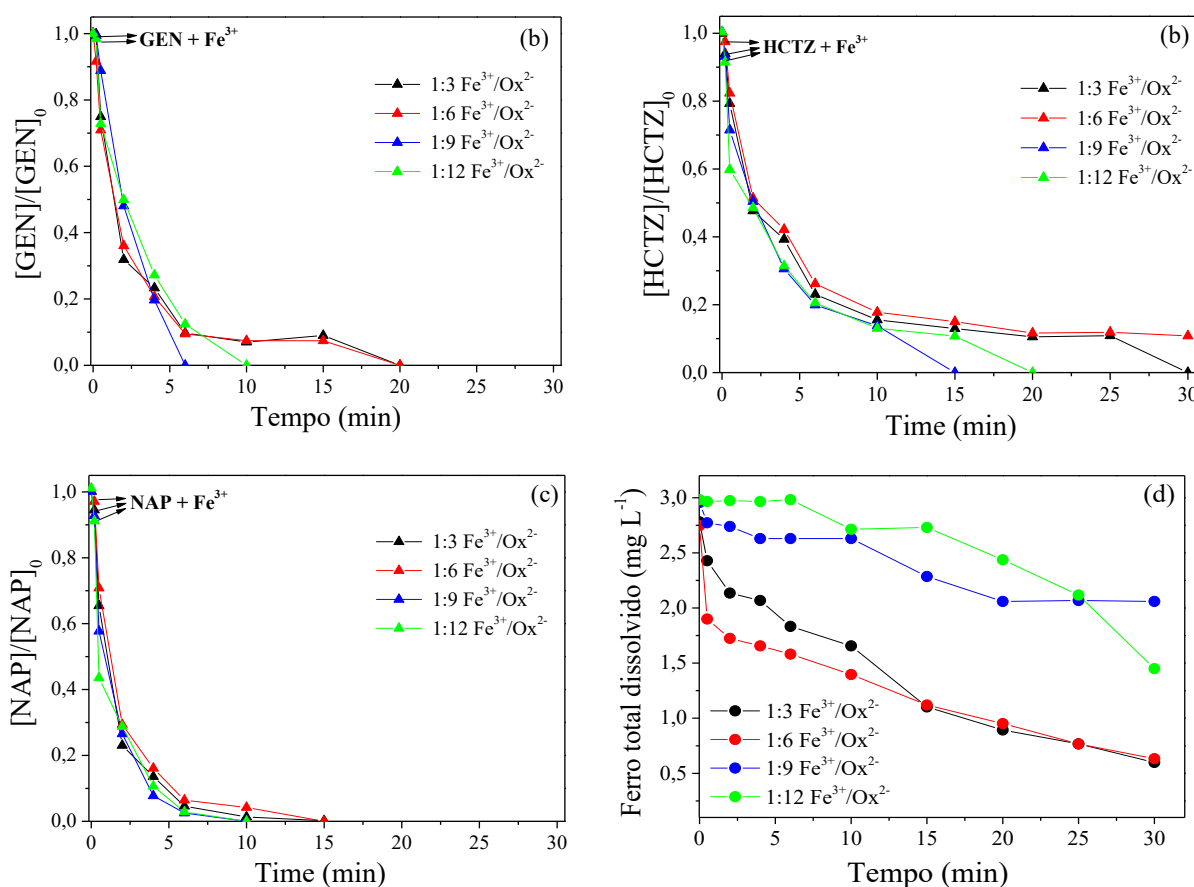 (b)
GEN + Fe³⁺
1:3 Fe³⁺/Ox²⁻
1:6 Fe³⁺/Ox²⁻
1:9 Fe³⁺/Ox²⁻
1:12 Fe³⁺/Ox²⁻
[GEN]/[GEN]₀
1,0
0,8
0,6
0,4
0,2
0,0
0 5 10 15 20 25 30
Tempo (min)
(b)
HCTZ + Fe³⁺
1:3 Fe³⁺/Ox²⁻
1:6 Fe³⁺/Ox²⁻
1:9 Fe³⁺/Ox²⁻
1:12 Fe³⁺/Ox²⁻
[HCTZ]/[HCTZ]₀
1,0
0,8
0,6
0,4
0,2
0,0
0 5 10 15 20 25 30
Time (min)
(c)
NAP + Fe³⁺
1:3 Fe³⁺/Ox²⁻
1:6 Fe³⁺/Ox²⁻
1:9 Fe³⁺/Ox²⁻
1:12 Fe³⁺/Ox²⁻
[NAP]/[NAP]₀
1,0
0,8
0,6
0,4
0,2
0,0
0 5 10 15 20 25 30
Time (min)
(d)
Ferro total dissolvido (mg L⁻¹)
3,0
2,5
2,0
1,5
1,0
0,5
1:3 Fe³⁺/Ox²⁻
1:6 Fe³⁺/Ox²⁻
1:9 Fe³⁺/Ox²⁻
1:12 Fe³⁺/Ox²⁻
0 5 10 15 20 25 30
Tempo (min)